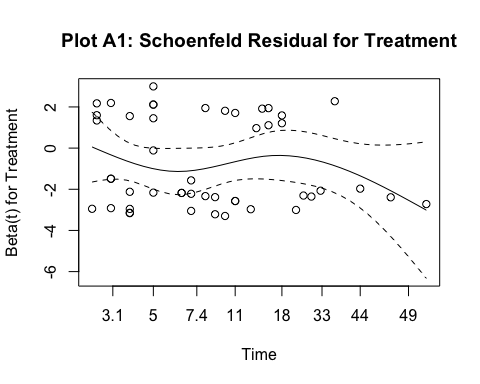 Plot A1: Schoenfeld Residual for Treatment
Beta(t) for Treatment
2
0
-2
-4
-6
3.1 5 7.4 11 18 33 44 49
Time